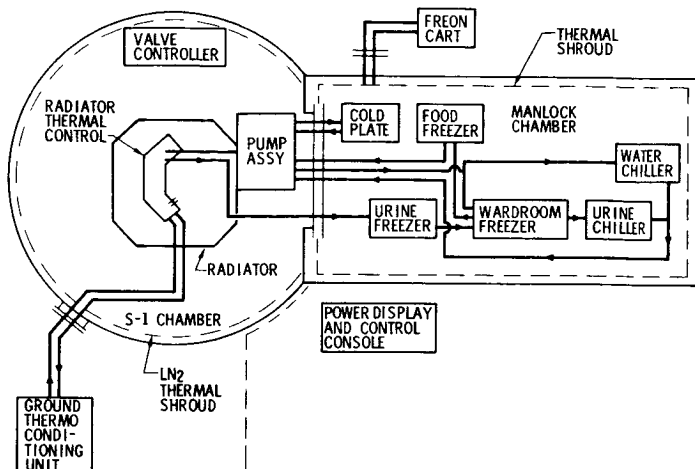 VALVE
CONTROLLER
FREON
CART
THERMAL
SHROUD
RADIATOR
THERMAL
CONTROL
PUMP
ASSY
COLD
PLATE
FOOD
FREEZER
MANLOCK
CHAMBER
WATER
CHILLER
URINE
FREEZER
WARDROOM
FREEZER
URINE
CHILLER
RADIATOR
S-1 CHAMBER
POWER DISPLAY
AND CONTROL
CONSOLE
LN2
THERMAL
SHROUD
GROUND
THERMO
CONDI-
TIONING
UNIT